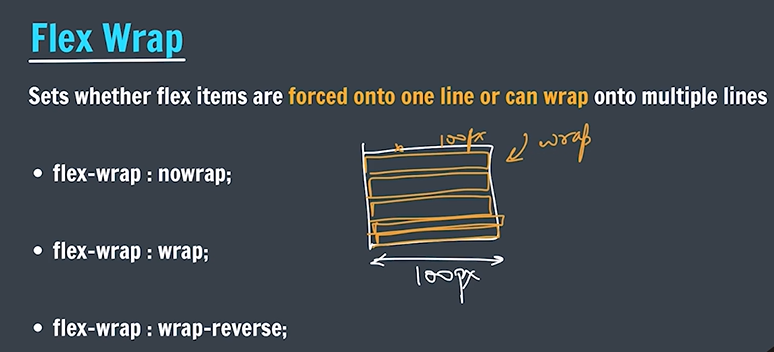 Flex Wrap
Sets whether flex items are forced onto one line or can wrap onto multiple lines
100px
wrap
• flex-wrap : nowrap;
• flex-wrap : wrap;
100px
• flex-wrap : wrap-reverse;